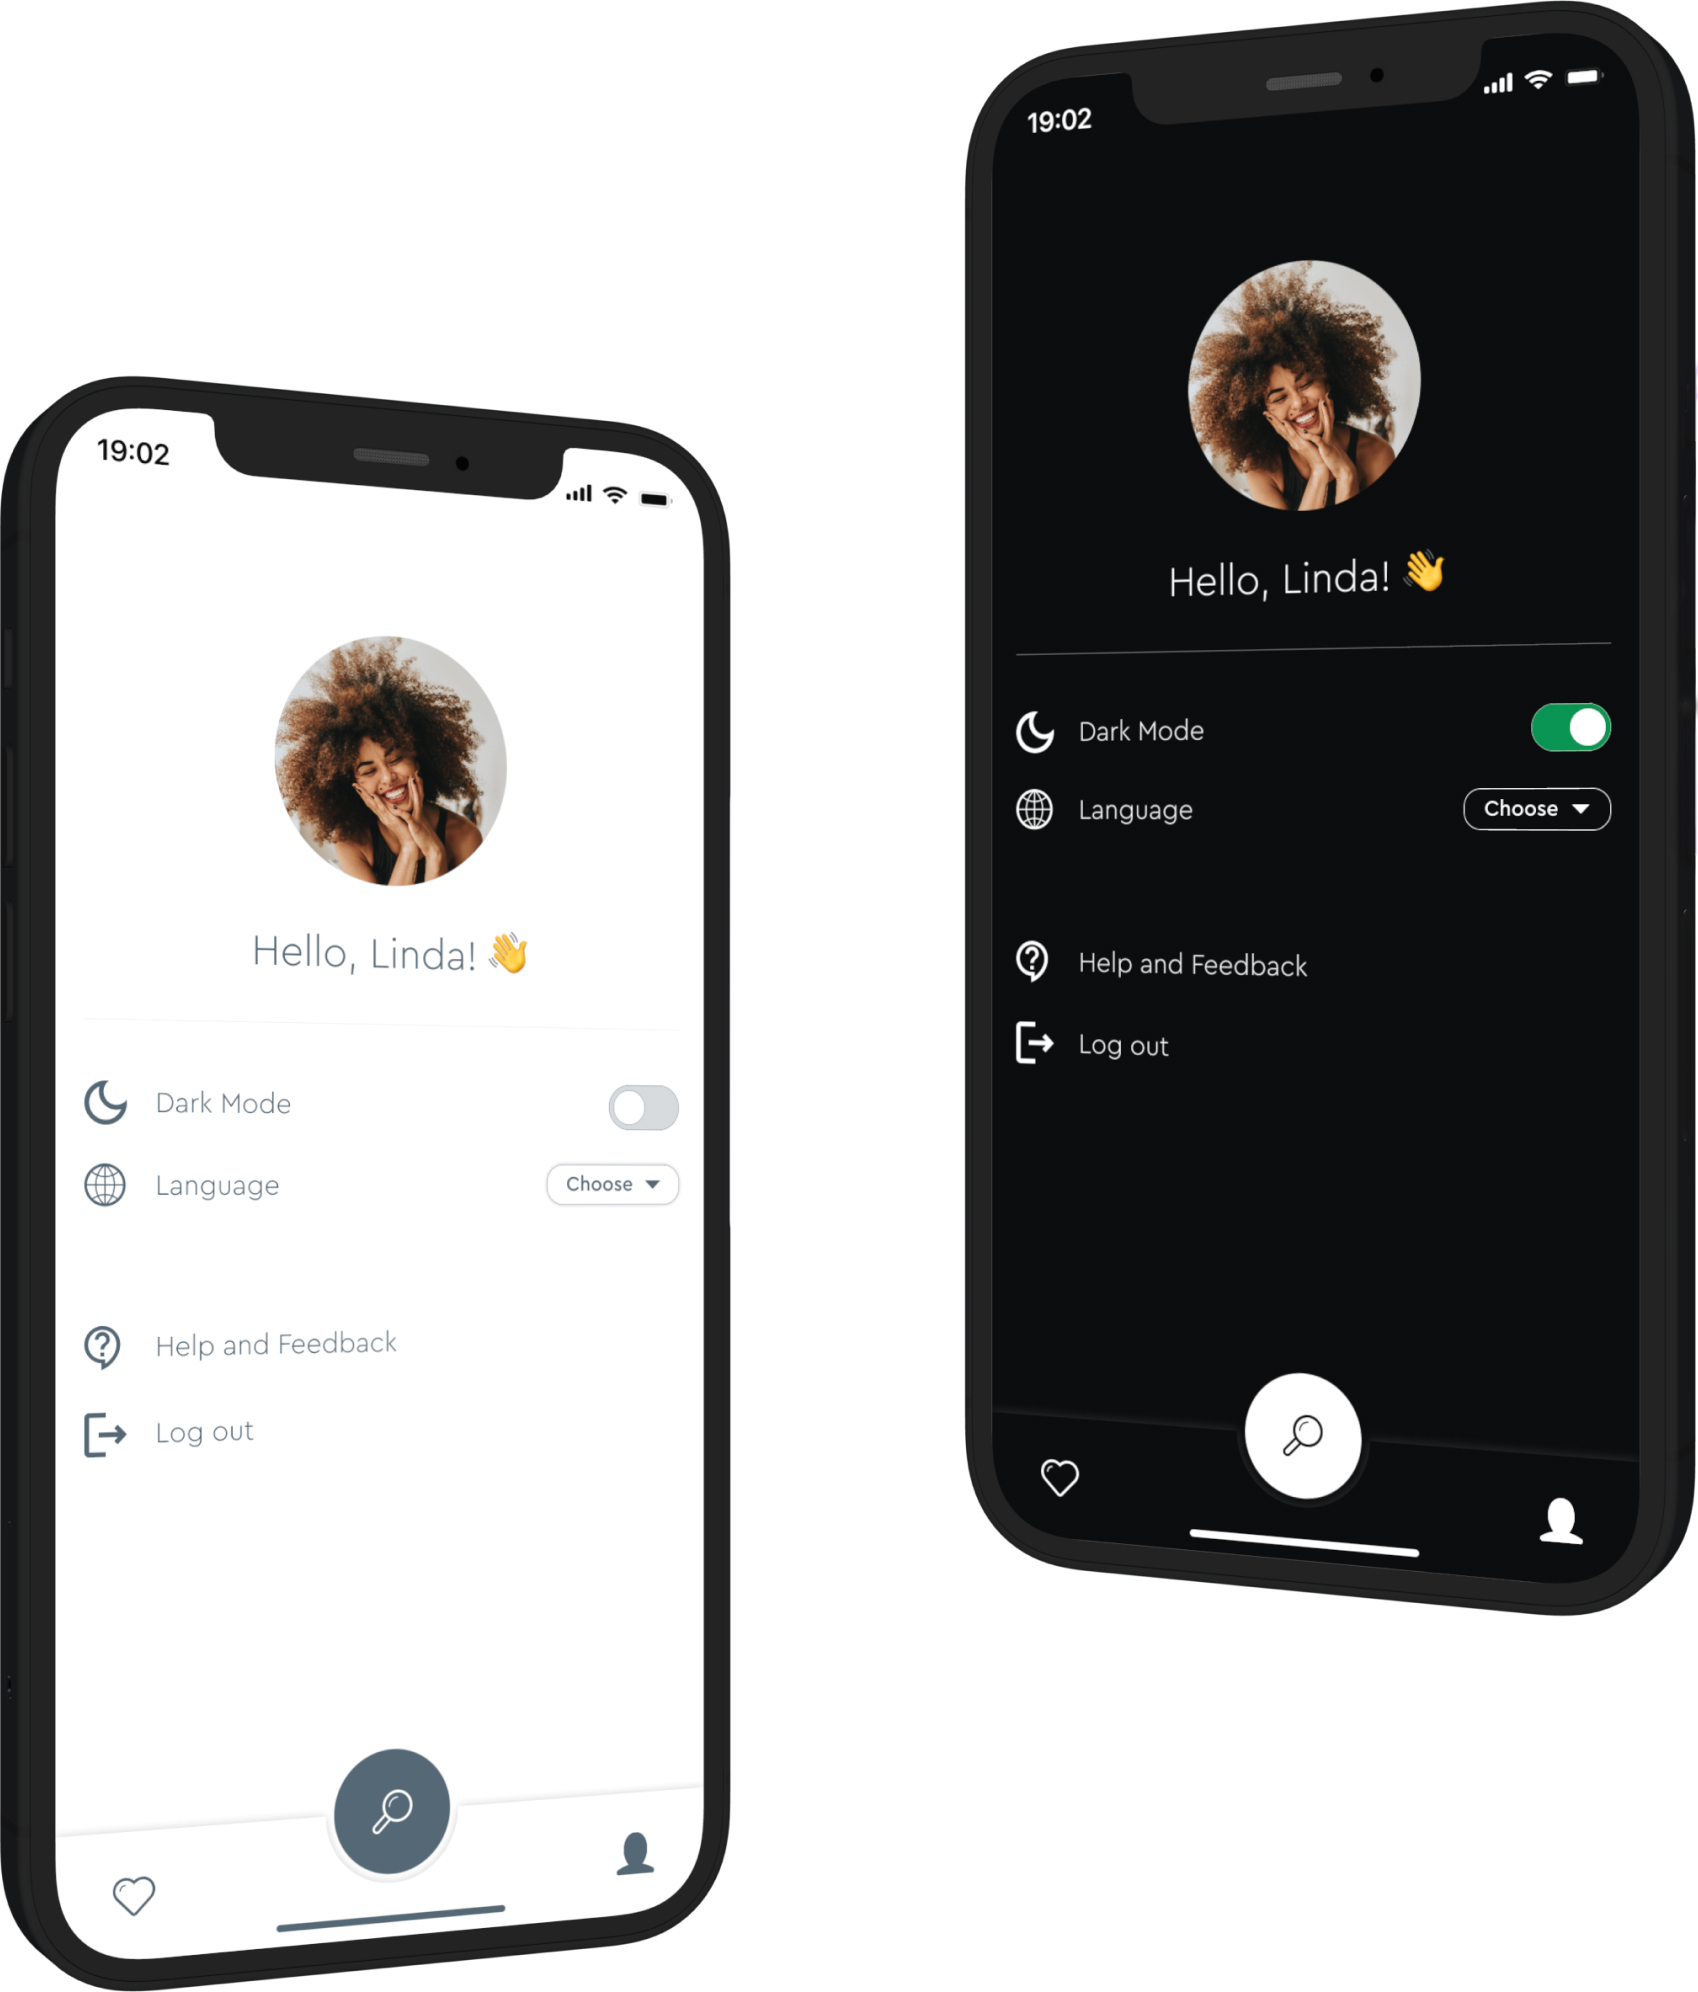 19:02
Hello, Linda! 👋
Dark Mode
Language
Choose
Help and Feedback
Log out
19:02
Hello, Linda! 👋
Dark Mode
Language
Choose
Help and Feedback
Log out